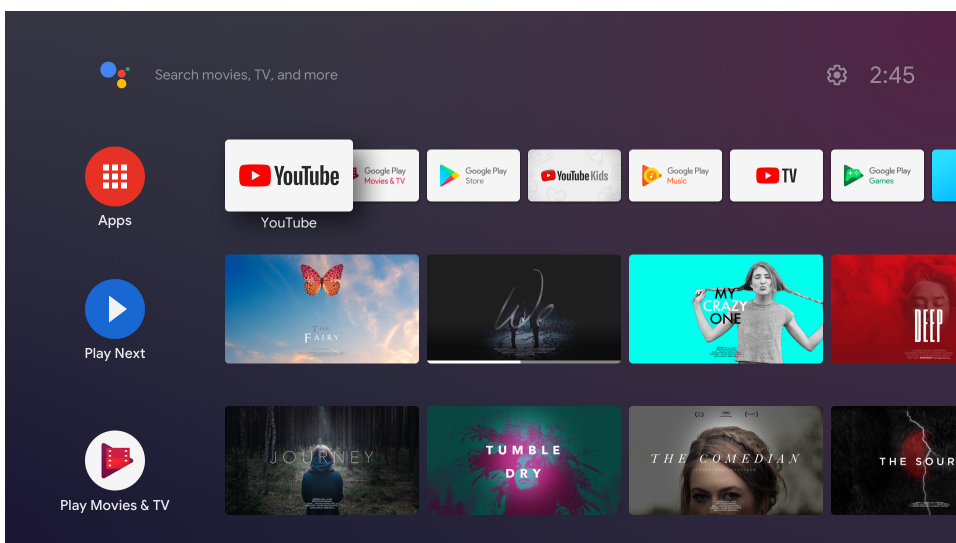 Search movies, TV, and more
2:45
YouTube
Google Play
Movies & TV
Google Play
Store
YouTube Kids
Google Play
Music
TV
Google Play
Games
Apps
YouTube
THE
FAIRY
We
MY
CRAZY
ONE
DEEP
Play Next
JOURNEY
TUMBLE
DRY
THE COMEDIAN
THE SOUR
Play Movies & TV